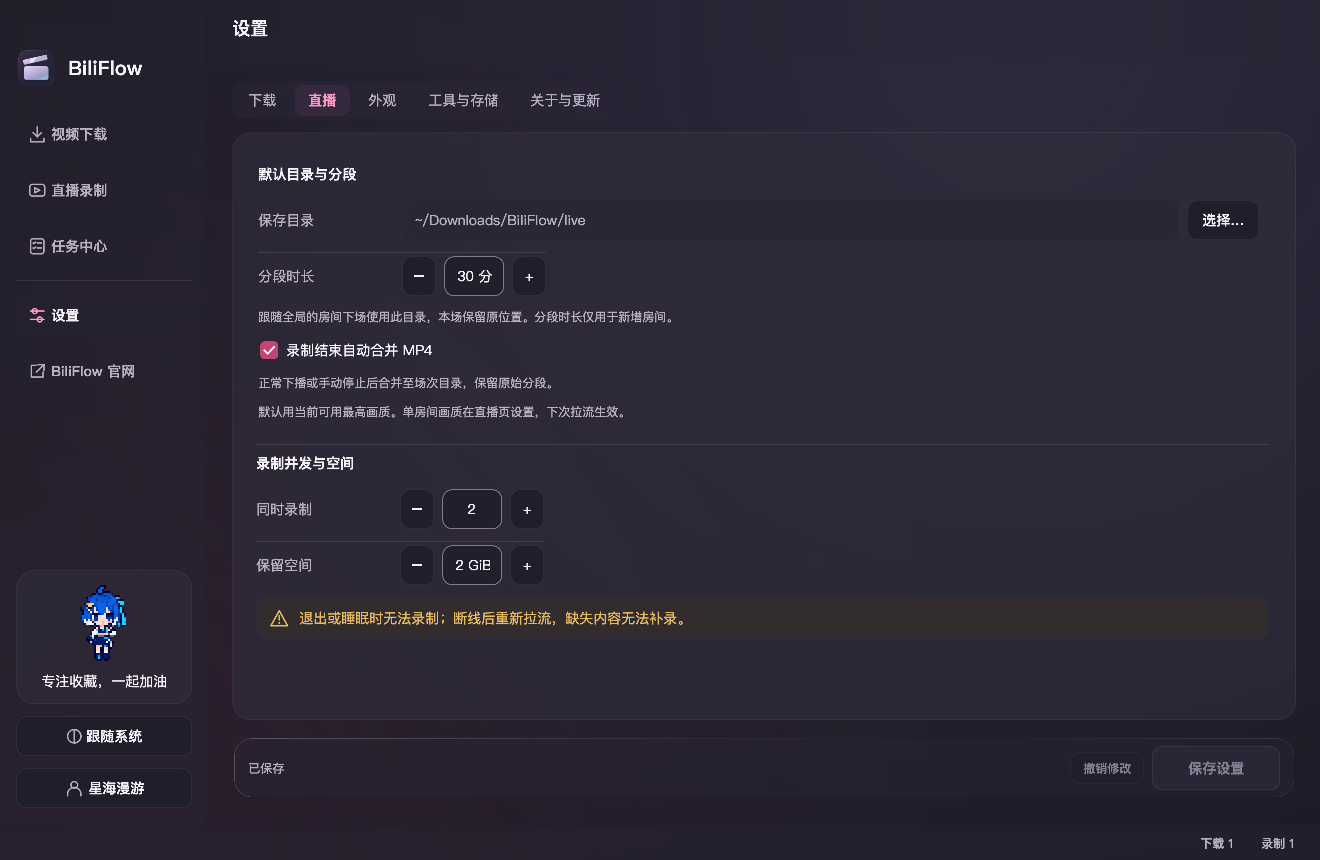 设置
BiliFlow
下载 直播 外观 工具与存储 关于与更新
视频下载
直播录制
任务中心
设置
BiliFlow 官网
默认目录与分段
保存目录 ~/Downloads/BiliFlow/live 选择...
分段时长 − 30 分 +
跟随全局的房间下场使用此目录，本场保留原位置。分段时长仅用于新增房间。
录制结束自动合并 MP4
正常下播或手动停止后合并至场次目录，保留原始分段。
默认用当前可用最高画质。单房间画质在直播页设置，下次拉流生效。
录制并发与空间
同时录制 − 2 +
保留空间 − 2 GiB +
退出或睡眠时无法录制；断线后重新拉流，缺失内容无法补录。
专注收藏，一起加油
跟随系统
星海漫游
已保存 撤销修改 保存设置
下载 1 录制 1